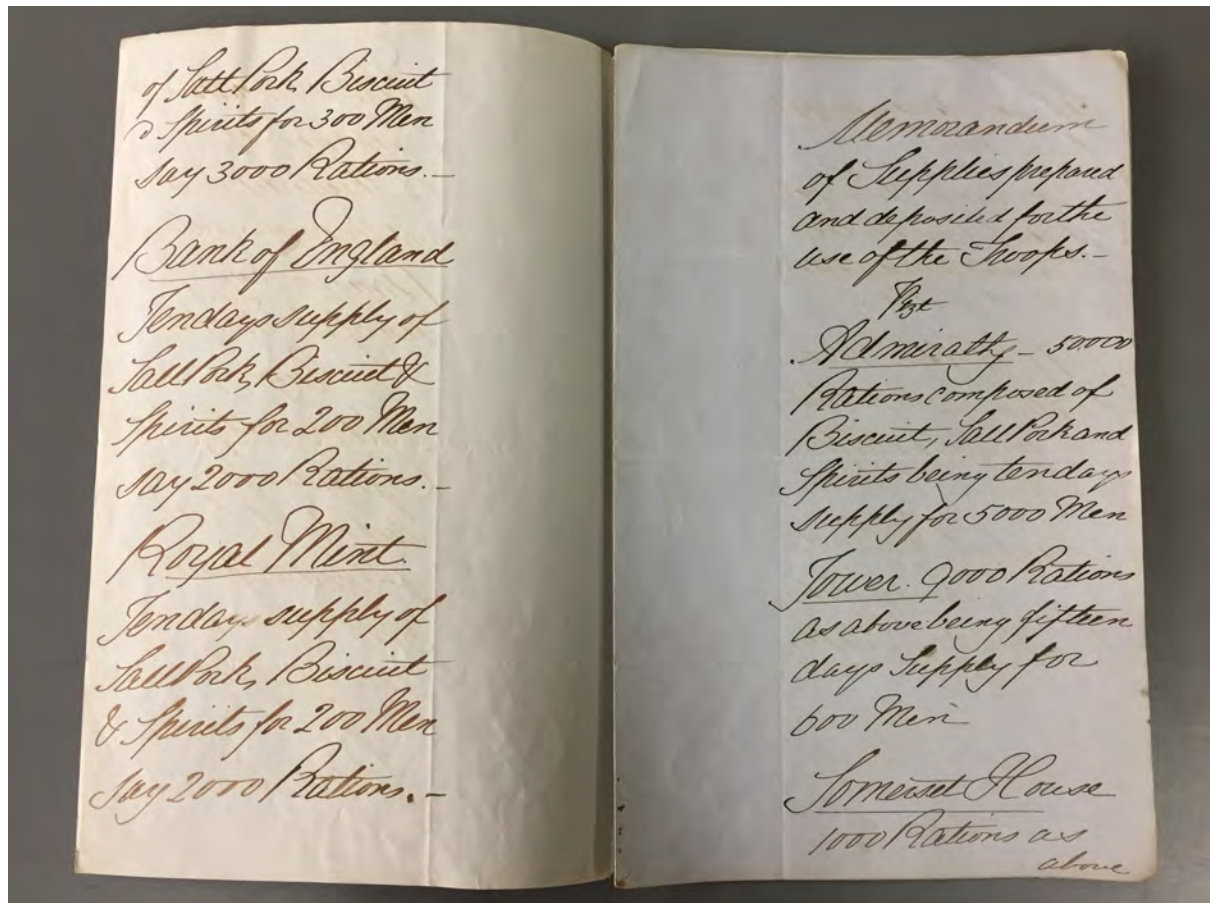 of Salt Pork, Biscuit
& Spirits for 300 Men
say 3000 Rations.—
Bank of England
Ten days supply of
Salt Pork, Biscuit &
Spirits for 200 Men
say 2000 Rations.—
Royal Mint
Ten days supply of
Salt Pork, Biscuit
& Spirits for 200 Men
say 2000 Rations.—
Memorandum
of Supplies prepared
and deposited for the
use of the Troops.—
Admiralty — 50000
Rations composed of
Biscuit, Salt Pork and
Spirits being ten days
supply for 5000 Men
Tower. 9000 Rations
as above being fifteen
days Supply for
600 Men
Somerset House
1000 Rations as
above